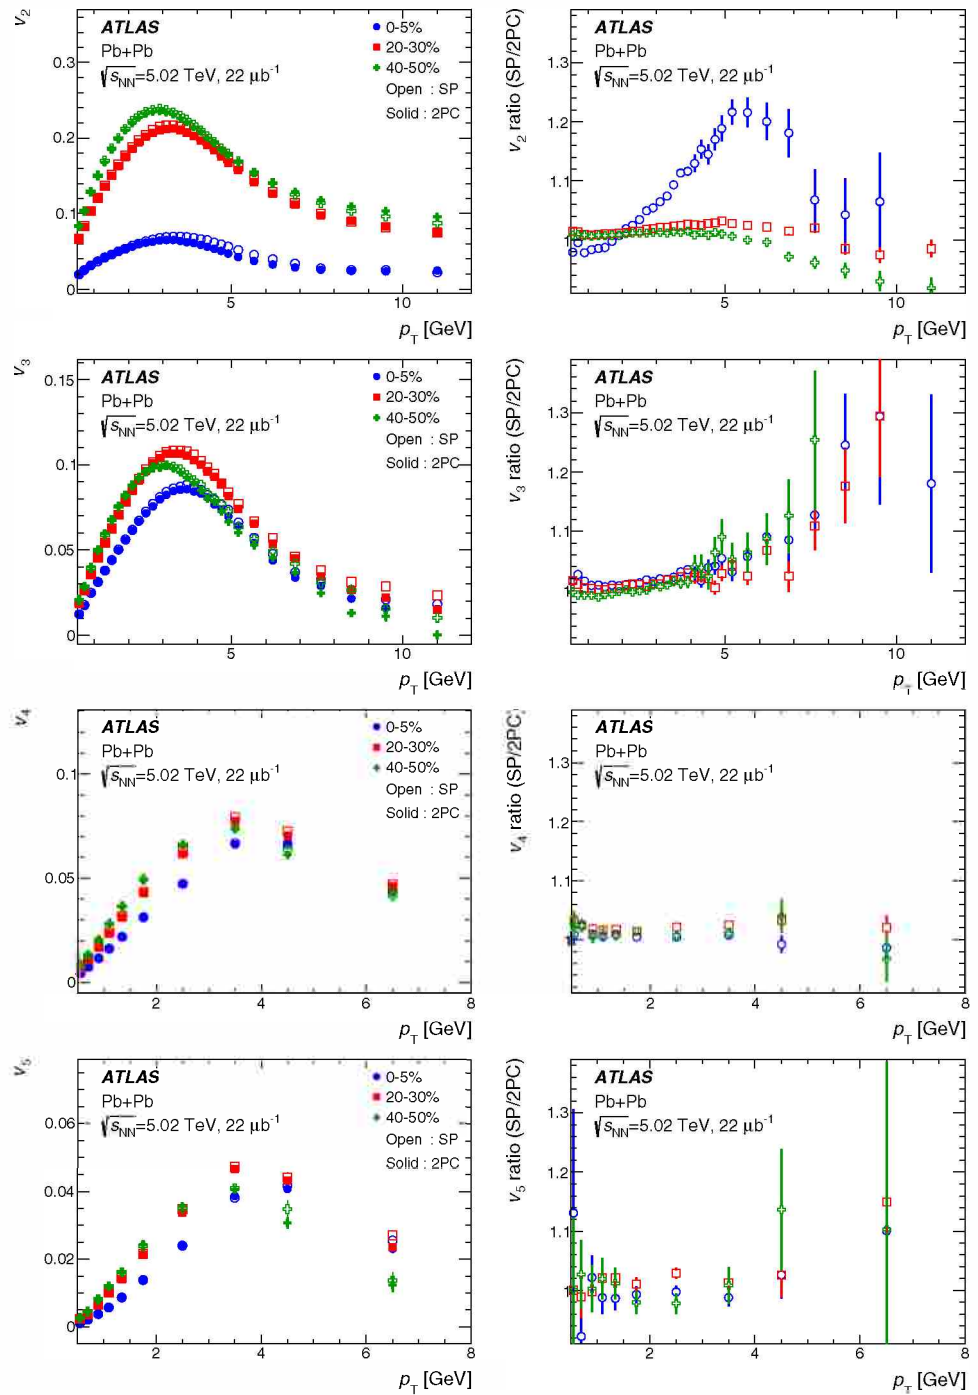 v2
ATLAS
Pb+Pb
√sNN=5.02 TeV, 22 μb-1
0-5%
20-30%
40-50%
Open : SP
Solid : 2PC
0.3
0.2
0.1
0
5
10
pT [GeV]
v2 ratio (SP/2PC)
ATLAS
Pb+Pb
√sNN=5.02 TeV, 22 μb-1
1.3
1.2
1.1
1
5
10
pT [GeV]
v3
ATLAS
Pb+Pb
√sNN=5.02 TeV, 22 μb-1
0-5%
20-30%
40-50%
Open : SP
Solid : 2PC
0.15
0.1
0.05
0
5
10
pT [GeV]
v3 ratio (SP/2PC)
ATLAS
Pb+Pb
√sNN=5.02 TeV, 22 μb-1
1.3
1.2
1.1
1
5
10
pT [GeV]
v4
ATLAS
Pb+Pb
√sNN=5.02 TeV, 22 μb-1
0-5%
20-30%
40-50%
Open : SP
Solid : 2PC
0.1
0.05
0
2
4
6
8
pT [GeV]
v4 ratio (SP/2PC)
ATLAS
Pb+Pb
√sNN=5.02 TeV, 22 μb-1
1.3
1.2
1.1
1
2
4
6
8
pT [GeV]
v5
ATLAS
Pb+Pb
√sNN=5.02 TeV, 22 μb-1
0-5%
20-30%
40-50%
Open : SP
Solid : 2PC
0.06
0.04
0.02
0
2
4
6
8
pT [GeV]
v5 ratio (SP/2PC)
ATLAS
Pb+Pb
√sNN=5.02 TeV, 22 μb-1
1.3
1.2
1.1
1
2
4
6
8
pT [GeV]